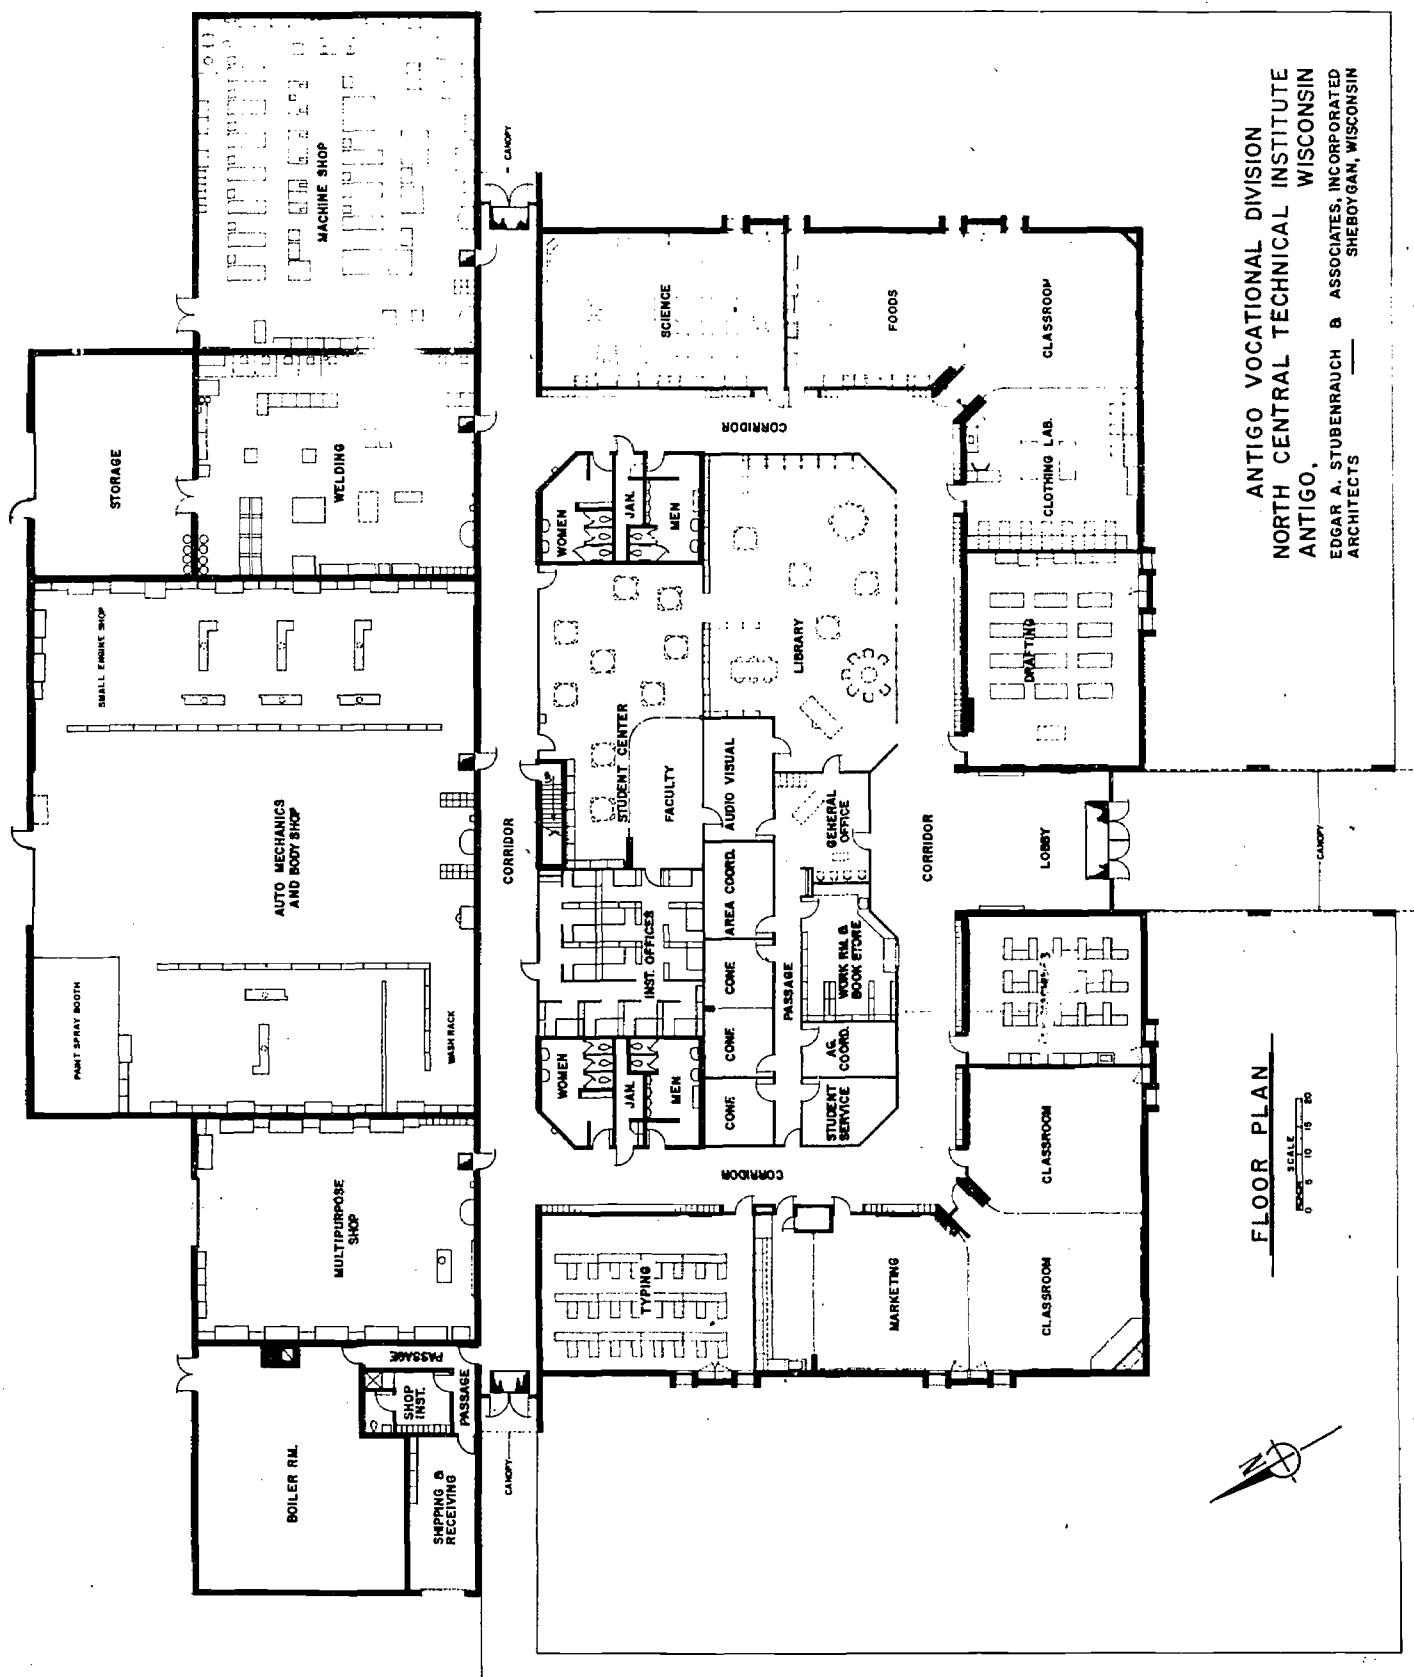 ANTIGO VOCATIONAL DIVISION
NORTH CENTRAL TECHNICAL INSTITUTE
ANTIGO, WISCONSIN
EDGAR A. STUBENRAUCH & ASSOCIATES, INCORPORATED
ARCHITECTS SHEBOYGAN, WISCONSIN
FLOOR PLAN
SCALE
0 5 10 15 20
N
STORAGE
MACHINE SHOP
WELDING
SMALL ENGINE SHOP
AUTO MECHANICS
AND BODY SHOP
PAINT SPRAY BOOTH
WASH RACK
MULTIPURPOSE
SHOP
BOILER RM.
PASSAGE
SHOP
INST.
PASSAGE
SHIPPING &
RECEIVING
CANOPY
CANOPY
CORRIDOR
SCIENCE
FOODS
CLASSROOM
CORRIDOR
CLOTHING LAB.
WOMEN
JAN.
MEN
LIBRARY
DRAFTING
UP
STUDENT CENTER
FACULTY
AUDIO VISUAL
GENERAL
OFFICE
CORRIDOR
LOBBY
CANOPY
INST. OFFICES
AREA COORD.
CONF.
CONF.
CONF.
PASSAGE
WORK RM. &
BOOK STORE
AG.
COORD.
STUDENT
SERVICE
WOMEN
JAN.
MEN
CORRIDOR
CLASSROOM
TYPING
MARKETING
CLASSROOM